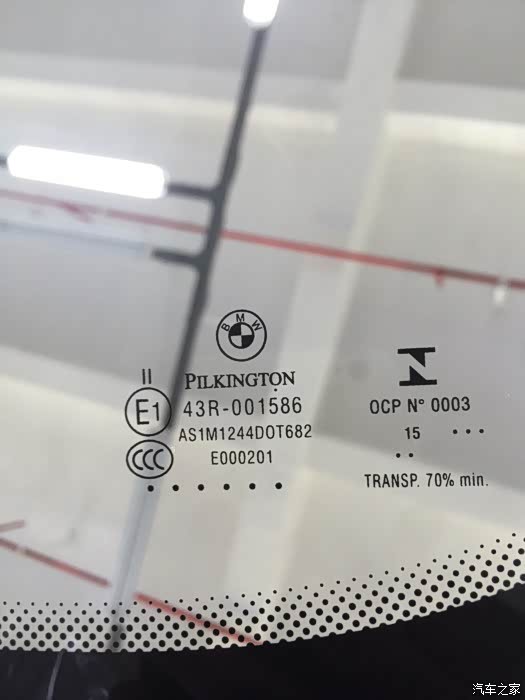 BMW
II
PILKINGTON
E1
43R-001586
AS1M1244DOT682
CCC
E000201
OCP Nº 0003
15
TRANSP. 70% min.
汽车之家